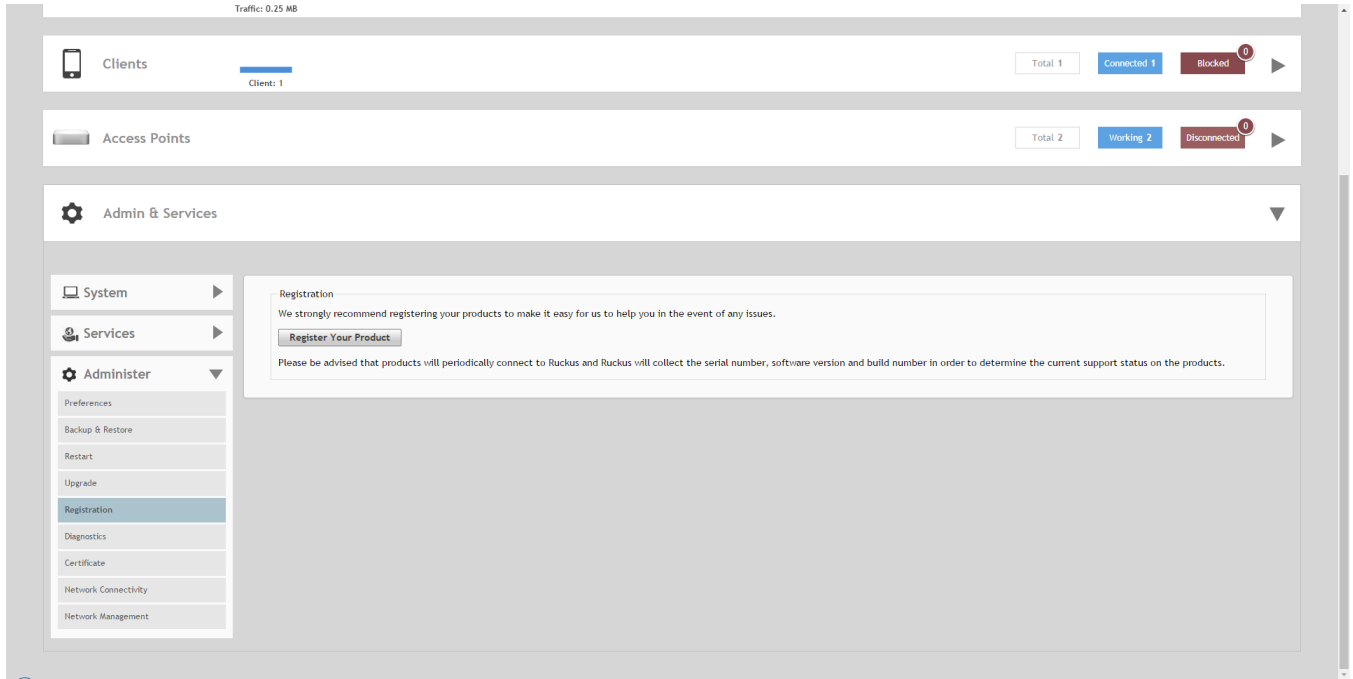 Traffic: 0.25 MB
Clients
Client: 1
Total 1
Connected 1
Blocked
0
Access Points
Total 2
Working 2
Disconnected
0
Admin & Services
System
Services
Administer
Preferences
Backup & Restore
Restart
Upgrade
Registration
Diagnostics
Certificate
Network Connectivity
Network Management
Registration
We strongly recommend registering your products to make it easy for us to help you in the event of any issues.
Register Your Product
Please be advised that products will periodically connect to Ruckus and Ruckus will collect the serial number, software version and build number in order to determine the current support status on the products.